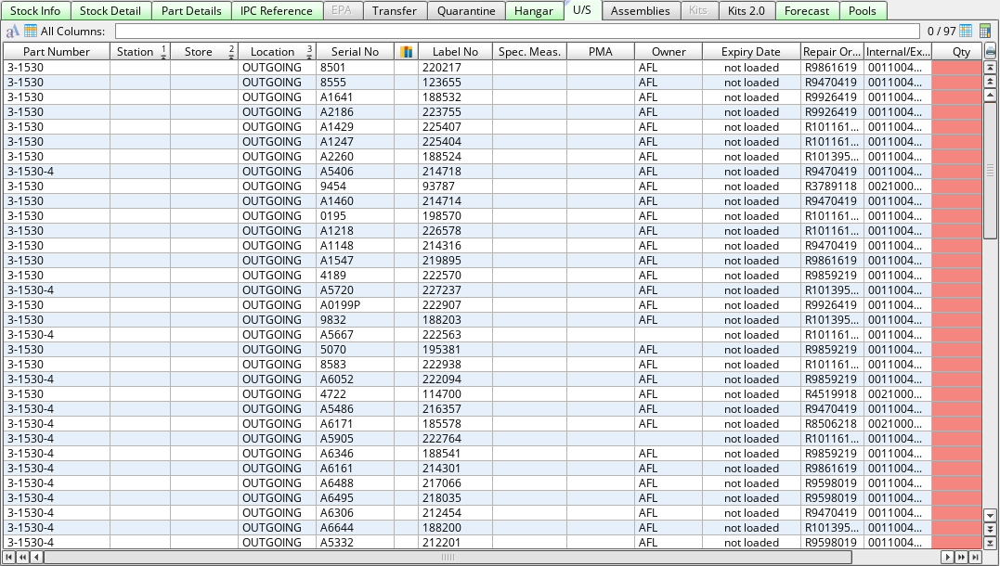 Stock Info Stock Detail Part Details IPC Reference EPA Transfer Quarantine Hangar U/S Assemblies Kits Kits 2.0 Forecast Pools
All Columns: 0 / 97
Part Number Station 1 Store 2 Location 3 Serial No Label No Spec. Meas. PMA Owner Expiry Date Repair Or... Internal/Ex... Qty
3-1530 OUTGOING 8501 220217 AFL not loaded R9861619 0011004...
3-1530 OUTGOING 8555 123655 AFL not loaded R9470419 0011004...
3-1530 OUTGOING A1641 188532 AFL not loaded R9926419 0011004...
3-1530 OUTGOING A2186 223755 AFL not loaded R9926419 0011004...
3-1530 OUTGOING A1429 225407 AFL not loaded R101161... 0011004...
3-1530 OUTGOING A1247 225404 AFL not loaded R101161... 0011004...
3-1530 OUTGOING A2260 188524 AFL not loaded R101395... 0011004...
3-1530-4 OUTGOING A5406 214718 AFL not loaded R9470419 0011004...
3-1530 OUTGOING 9454 93787 AFL not loaded R3789118 0021000...
3-1530 OUTGOING A1460 214714 AFL not loaded R9470419 0011004...
3-1530 OUTGOING 0195 198570 AFL not loaded R101161... 0011004...
3-1530 OUTGOING A1218 226578 AFL not loaded R101161... 0011004...
3-1530 OUTGOING A1148 214316 AFL not loaded R9470419 0011004...
3-1530 OUTGOING A1547 219895 AFL not loaded R9861619 0011004...
3-1530 OUTGOING 4189 222570 AFL not loaded R9859219 0011004...
3-1530-4 OUTGOING A5720 227237 AFL not loaded R101395... 0011004...
3-1530 OUTGOING A0199P 222907 AFL not loaded R9926419 0011004...
3-1530 OUTGOING 9832 188203 AFL not loaded R101395... 0011004...
3-1530-4 OUTGOING A5667 222563 not loaded R101161... 0011004...
3-1530 OUTGOING 5070 195381 AFL not loaded R9859219 0011004...
3-1530 OUTGOING 8583 222938 AFL not loaded R101161... 0011004...
3-1530-4 OUTGOING A6052 222094 AFL not loaded R9859219 0011004...
3-1530 OUTGOING 4722 114700 AFL not loaded R4519918 0021000...
3-1530-4 OUTGOING A5486 216357 AFL not loaded R9470419 0011004...
3-1530-4 OUTGOING A6171 185578 AFL not loaded R8506218 0021000...
3-1530-4 OUTGOING A5905 222764 not loaded R101161... 0011004...
3-1530-4 OUTGOING A6346 188541 AFL not loaded R9859219 0011004...
3-1530-4 OUTGOING A6161 214301 AFL not loaded R9861619 0011004...
3-1530-4 OUTGOING A6488 217066 AFL not loaded R9598019 0011004...
3-1530-4 OUTGOING A6495 218035 AFL not loaded R9598019 0011004...
3-1530-4 OUTGOING A6306 212454 AFL not loaded R9470419 0011004...
3-1530-4 OUTGOING A6644 188200 AFL not loaded R101395... 0011004...
3-1530-4 OUTGOING A5332 212201 AFL not loaded R9598019 0011004...